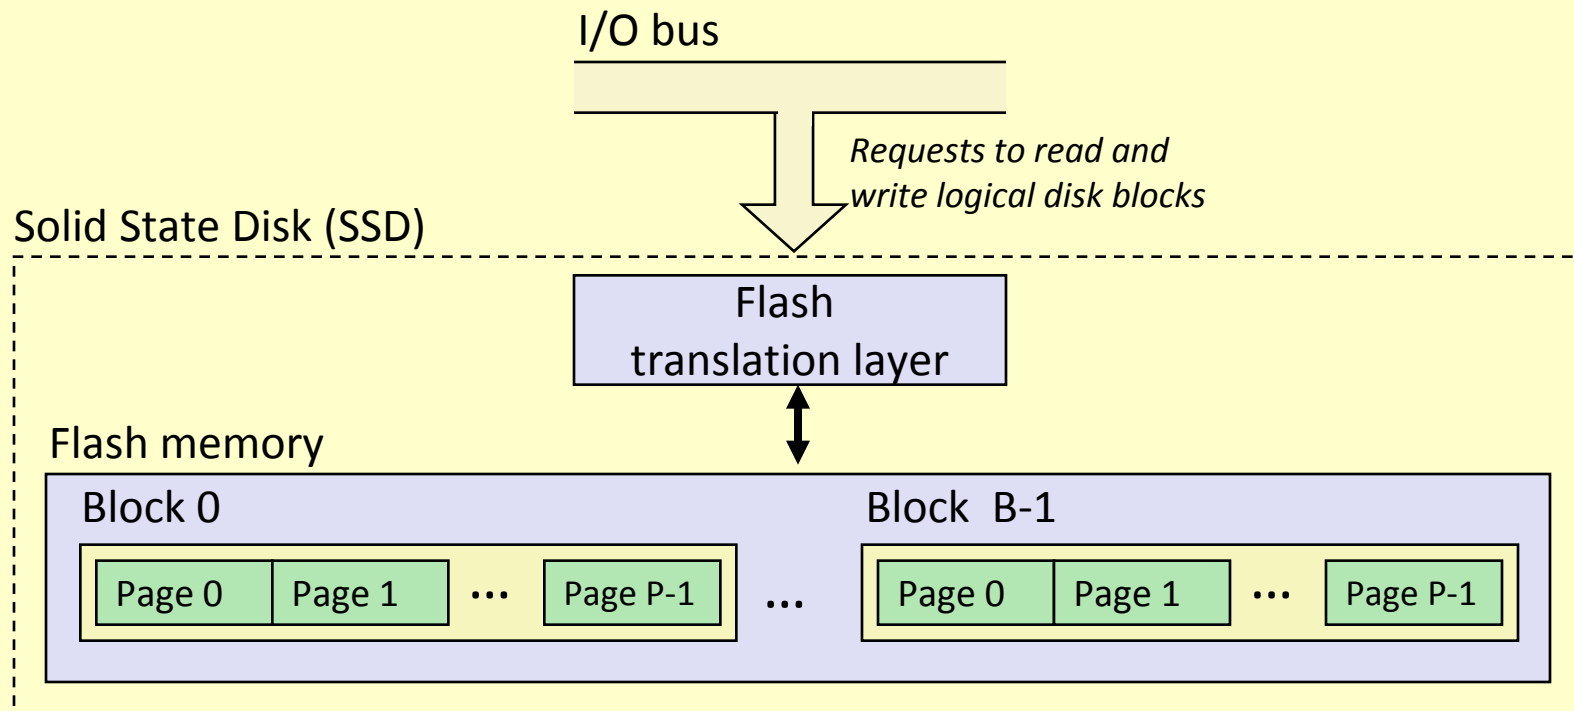 I/O bus
Requests to read and
write logical disk blocks
Solid State Disk (SSD)
Flash
translation layer
Flash memory
Block 0
Block B-1
Page 0 Page 1 ... Page P-1 ... Page 0 Page 1 ... Page P-1